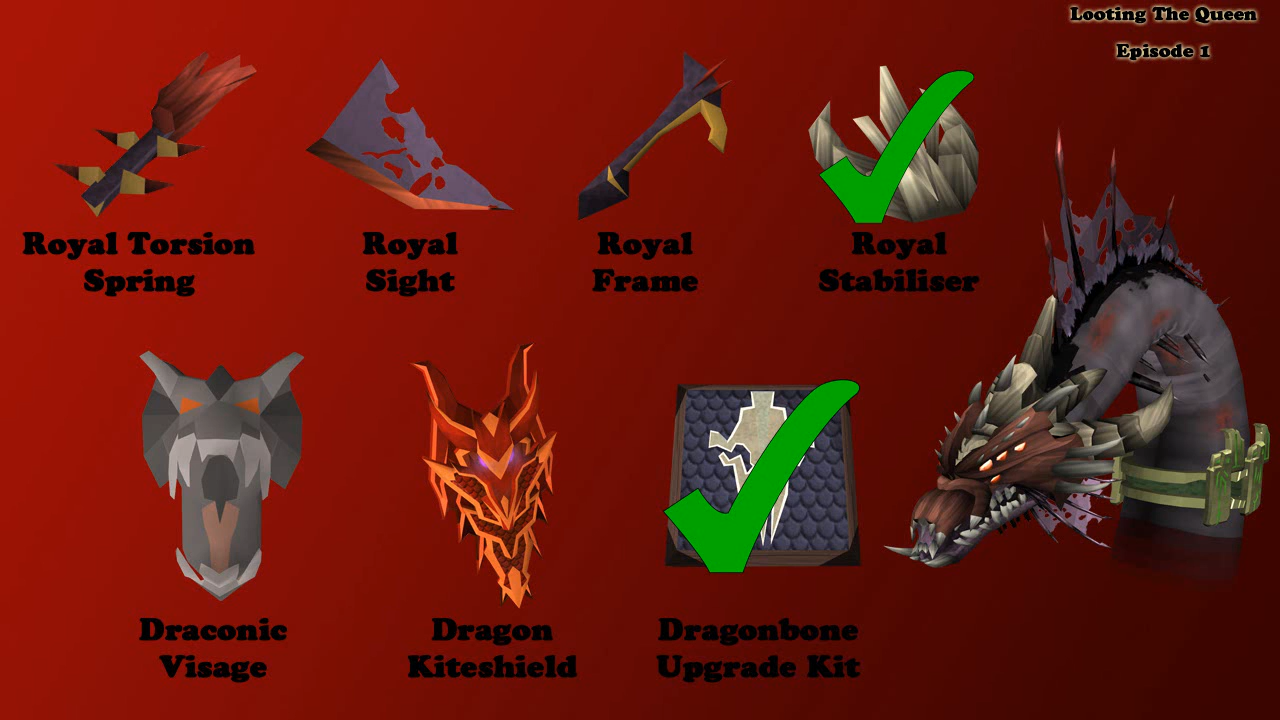 Looting The Queen
Episode 1
Royal Torsion
Spring
Royal
Sight
Royal
Frame
Royal
Stabiliser
Draconic
Visage
Dragon
Kiteshield
Dragonbone
Upgrade Kit